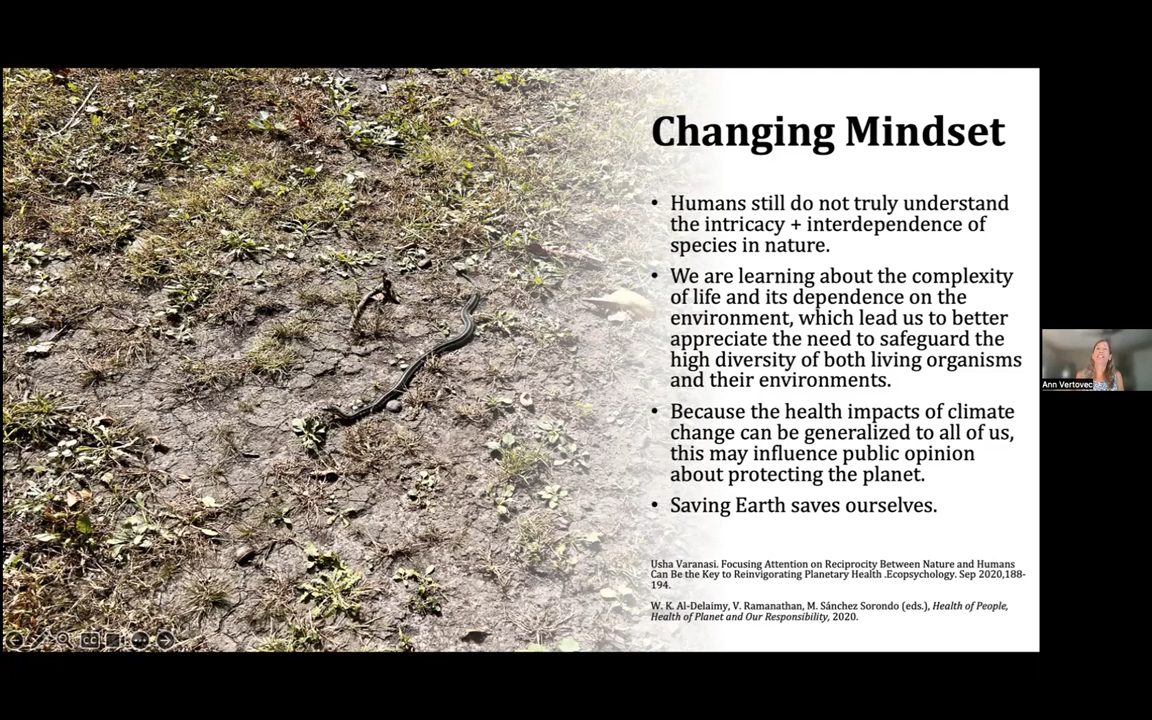 Changing Mindset
• Humans still do not truly understand
the intricacy + interdependence of
species in nature.
• We are learning about the complexity
of life and its dependence on the
environment, which lead us to better
appreciate the need to safeguard the
high diversity of both living organisms
and their environments.
• Because the health impacts of climate
change can be generalized to all of us,
this may influence public opinion
about protecting the planet.
• Saving Earth saves ourselves.
Usha Varanasi. Focusing Attention on Reciprocity Between Nature and Humans
Can Be the Key to Reinvigorating Planetary Health .Ecopsychology. Sep 2020,188-
194.
W. K. Al-Delaimy, V. Ramanathan, M. Sánchez Sorondo (eds.), Health of People,
Health of Planet and Our Responsibility, 2020.
Ann Vertovec
CC